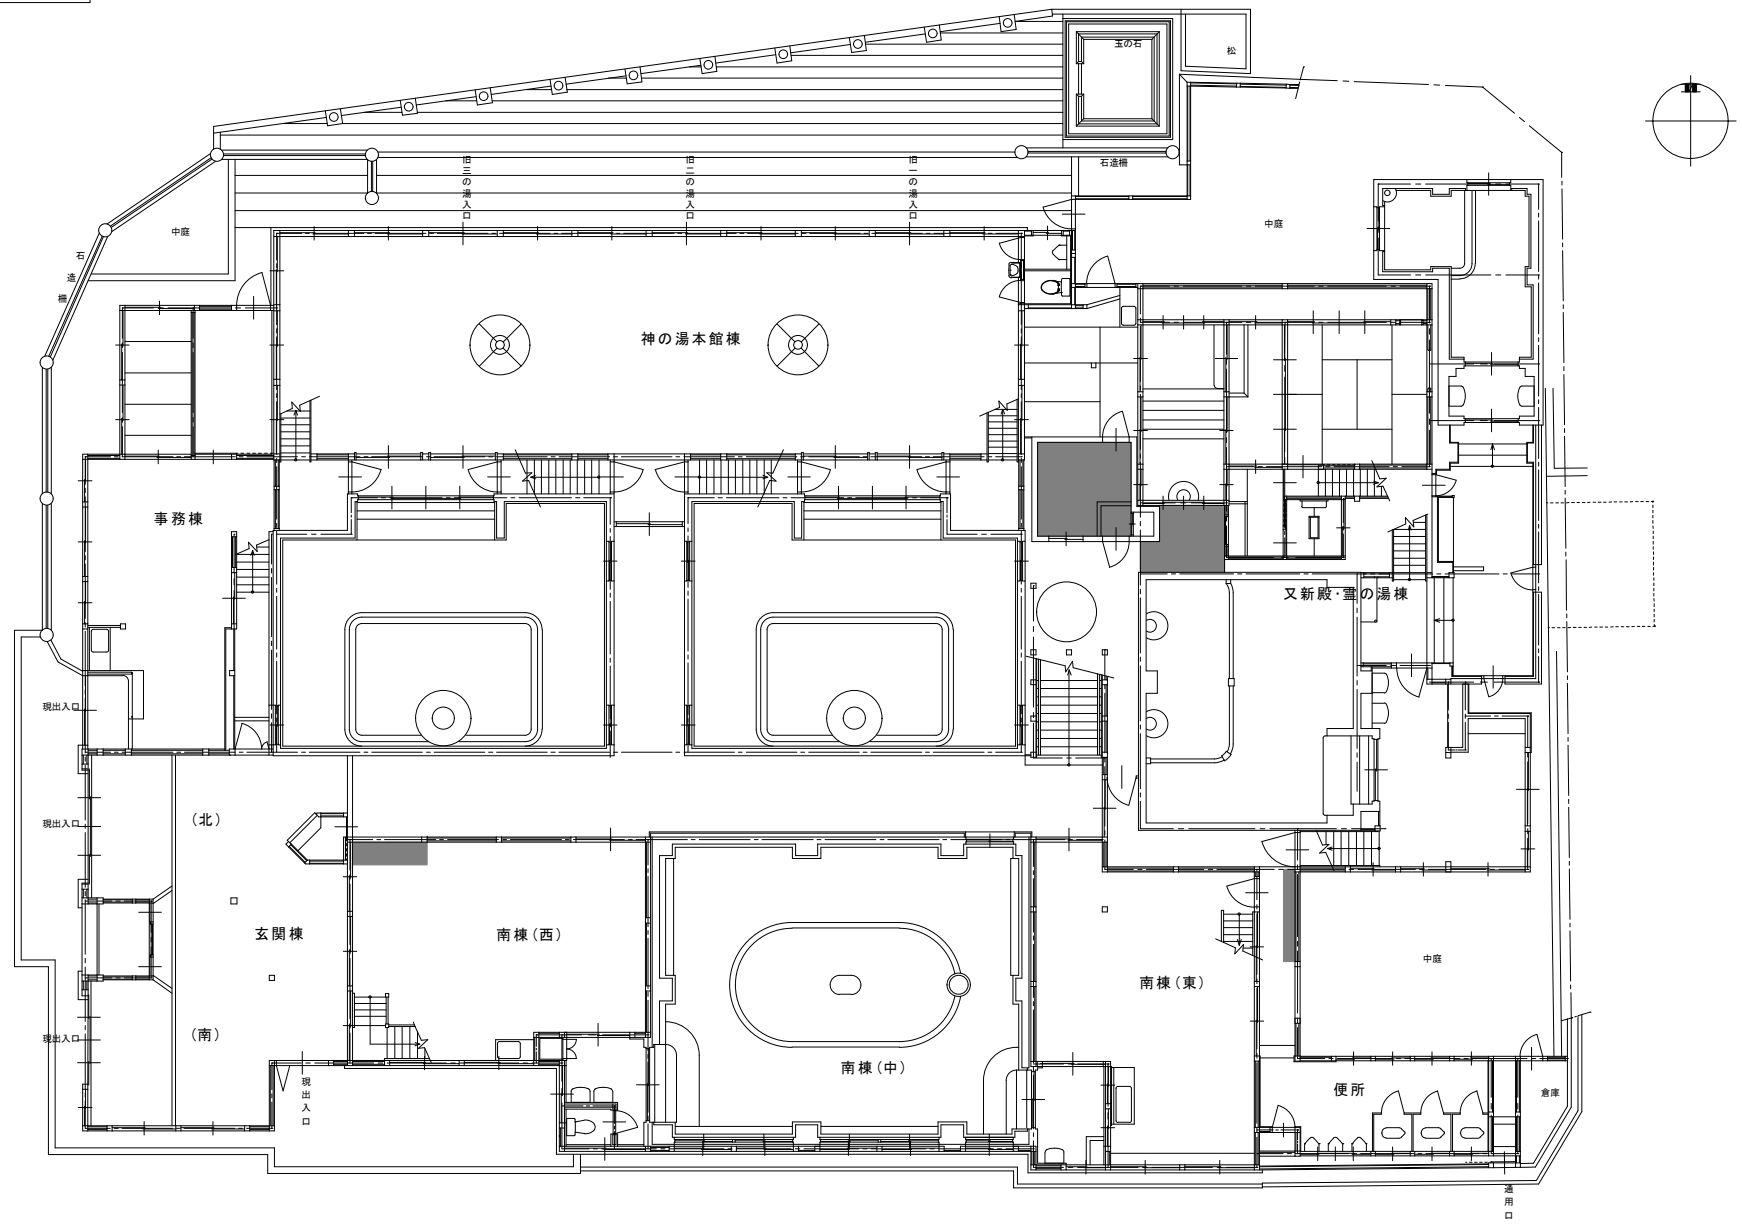 玉の石
松
石造柵
旧三の湯入口
旧二の湯入口
旧一の湯入口
中庭
中庭
石造柵
神の湯本館棟
事務棟
又新殿・霊の湯棟
現出入口
現出入口
(北)
玄関棟
南棟(西)
中庭
南棟(東)
(南)
現出入口
南棟(中)
現出入口
便所
倉庫
通用口